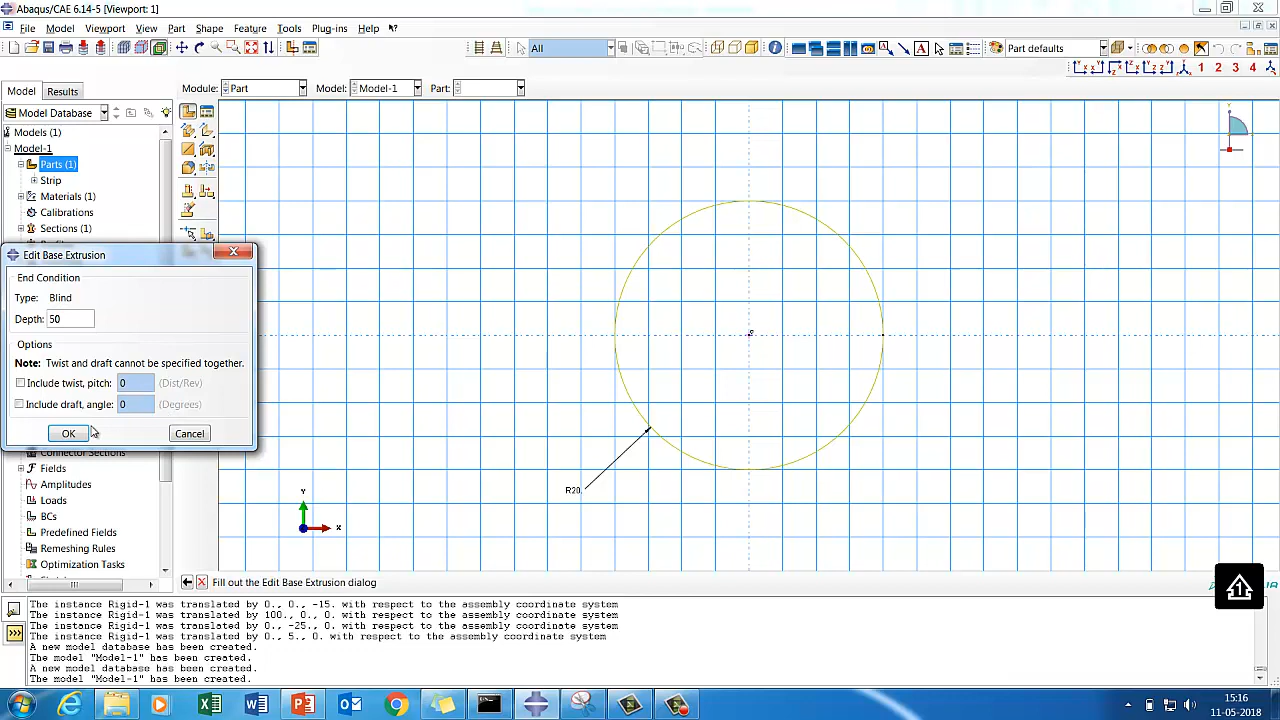 Abaqus/CAE 6.14-5 [Viewport: 1]
File Model Viewport View Part Shape Feature Tools Plug-ins Help
All
Part defaults
1 2 3 4
Model Results
Module: Part Model: Model-1 Part:
Model Database
Models (1)
Model-1
Parts (1)
Strip
Materials (1)
Calibrations
Sections (1)
Edit Base Extrusion
End Condition
Type: Blind
Depth: 50
Options
Note: Twist and draft cannot be specified together.
Include twist, pitch: 0 (Dist/Rev)
Include draft, angle: 0 (Degrees)
OK Cancel
Fields
Amplitudes
Loads
BCs
Predefined Fields
Remeshing Rules
Optimization Tasks
R20.
Y
X
Fill out the Edit Base Extrusion dialog
The instance Rigid-1 was translated by 0., 0., -15. with respect to the assembly coordinate system
The instance Rigid-1 was translated by 100., 0., 0. with respect to the assembly coordinate system
The instance Rigid-1 was translated by 0., -25., 0. with respect to the assembly coordinate system
The instance Rigid-1 was translated by 0., 5., 0. with respect to the assembly coordinate system
A new model database has been created.
The model "Model-1" has been created.
A new model database has been created.
The model "Model-1" has been created.
15:16
11-05-2018